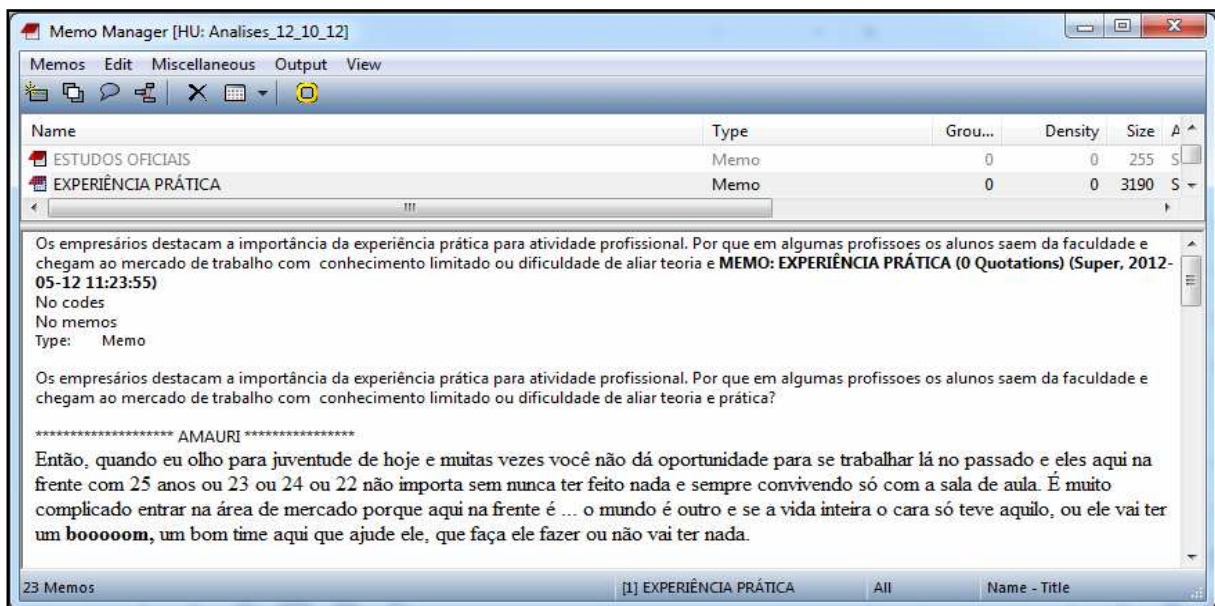 Memo Manager [HU: Analises_12_10_12]
Memos Edit Miscellaneous Output View
Name Type Grou... Density Size A
ESTUDOS OFICIAIS Memo 0 0 255 S
EXPERIÊNCIA PRÁTICA Memo 0 0 3190 S
Os empresários destacam a importância da experiência prática para atividade profissional. Por que em algumas profissoes os alunos saem da faculdade e
chegam ao mercado de trabalho com conhecimento limitado ou dificuldade de aliar teoria e MEMO: EXPERIÊNCIA PRÁTICA (0 Quotations) (Super, 2012-
05-12 11:23:55)
No codes
No memos
Type: Memo
Os empresários destacam a importância da experiência prática para atividade profissional. Por que em algumas profissoes os alunos saem da faculdade e
chegam ao mercado de trabalho com conhecimento limitado ou dificuldade de aliar teoria e prática?
******************** AMAURI ****************
Então, quando eu olho para juventude de hoje e muitas vezes você não dá oportunidade para se trabalhar lá no passado e eles aqui na
frente com 25 anos ou 23 ou 24 ou 22 não importa sem nunca ter feito nada e sempre convivendo só com a sala de aula. É muito
complicado entrar na área de mercado porque aqui na frente é ... o mundo é outro e se a vida inteira o cara só teve aquilo, ou ele vai ter
um booooom, um bom time aqui que ajude ele, que faça ele fazer ou não vai ter nada.
23 Memos [1] EXPERIÊNCIA PRÁTICA All Name - Title